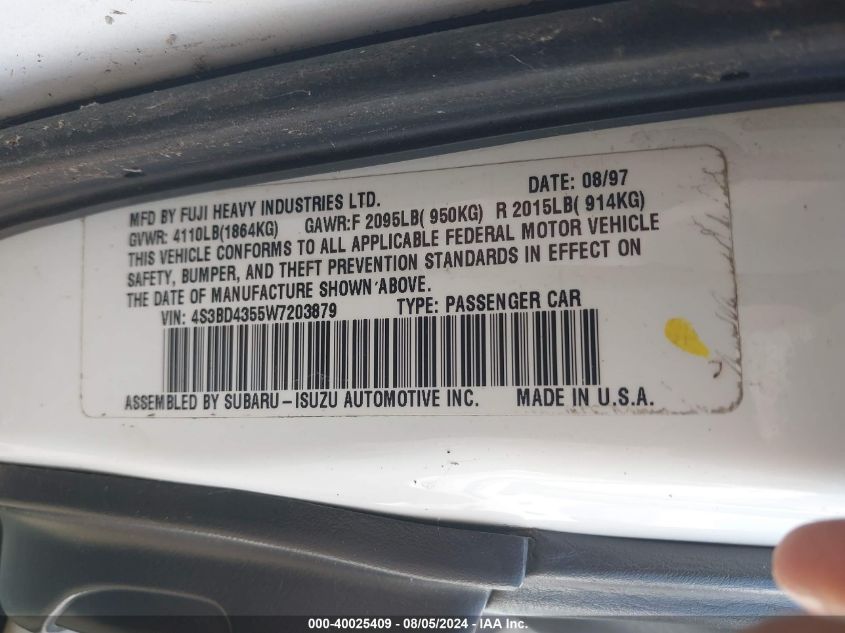 DATE: 08/97
MFD BY FUJI HEAVY INDUSTRIES LTD.
GVWR: 4110LB(1864KG) GAWR:F 2095LB( 950KG) R 2015LB( 914KG)
THIS VEHICLE CONFORMS TO ALL APPLICABLE FEDERAL MOTOR VEHICLE
SAFETY, BUMPER, AND THEFT PREVENTION STANDARDS IN EFFECT ON
THE DATE OF MANUFACTURE SHOWN ABOVE.
VIN: 4S3BD4355W7203879 TYPE: PASSENGER CAR
ASSEMBLED BY SUBARU-ISUZU AUTOMOTIVE INC. MADE IN U.S.A.
000-40025409 - 08/05/2024 - IAA Inc.